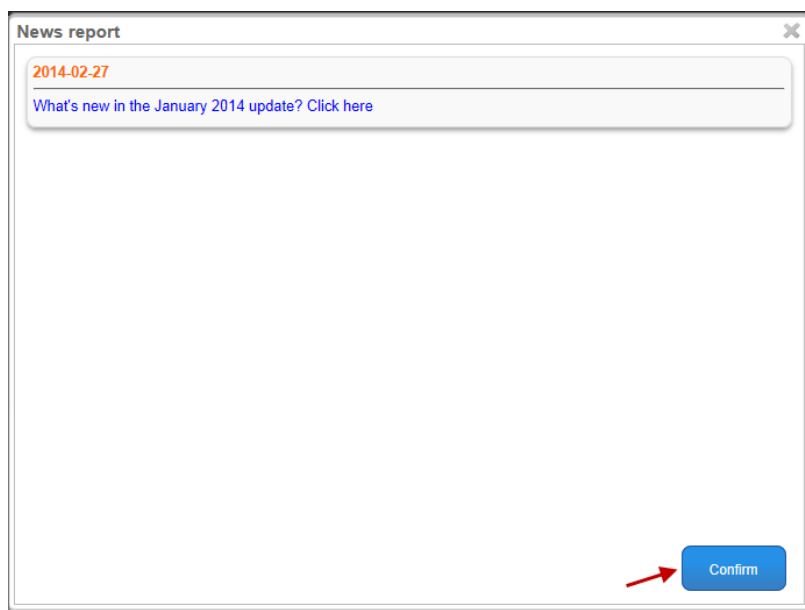 News report
2014-02-27
What's new in the January 2014 update? Click here
Confirm